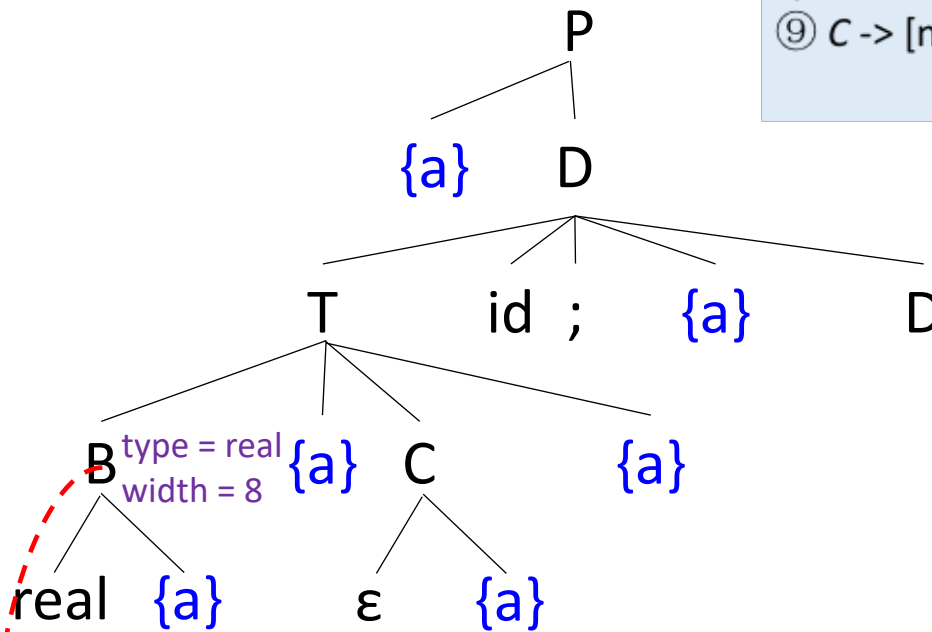 P
⑨ C -> [n
{a} D
T id ; {a} D
B type = real {a} C {a}
width = 8
real {a} ε {a}